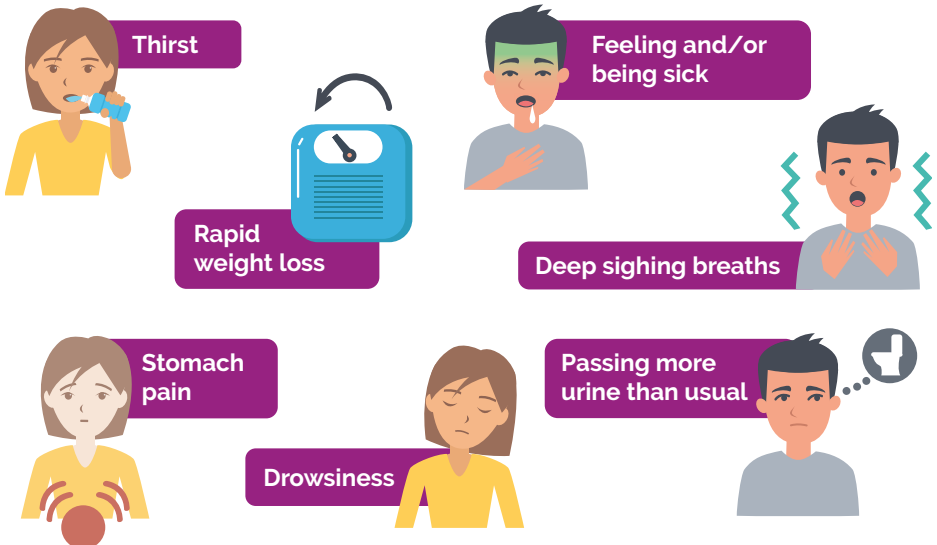 Thirst
Feeling and/or
being sick
Rapid
weight loss
Deep sighing breaths
Stomach
pain
Passing more
urine than usual
Drowsiness